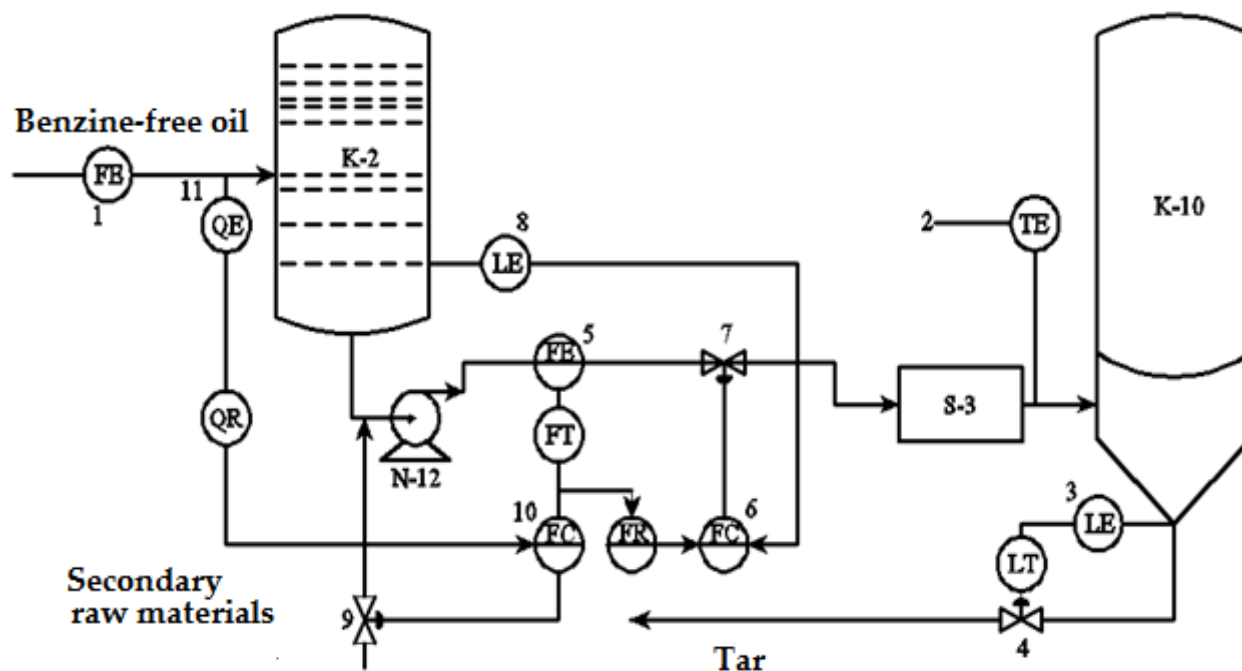 Benzine-free oil
FE
1
11
QE
K-2
8
LE
2
TE
K-10
5
FE
7
QR
FT
N-12
S-3
10
FC
FR
6
FC
3
LE
LT
Secondary
raw materials
9
Tar
4